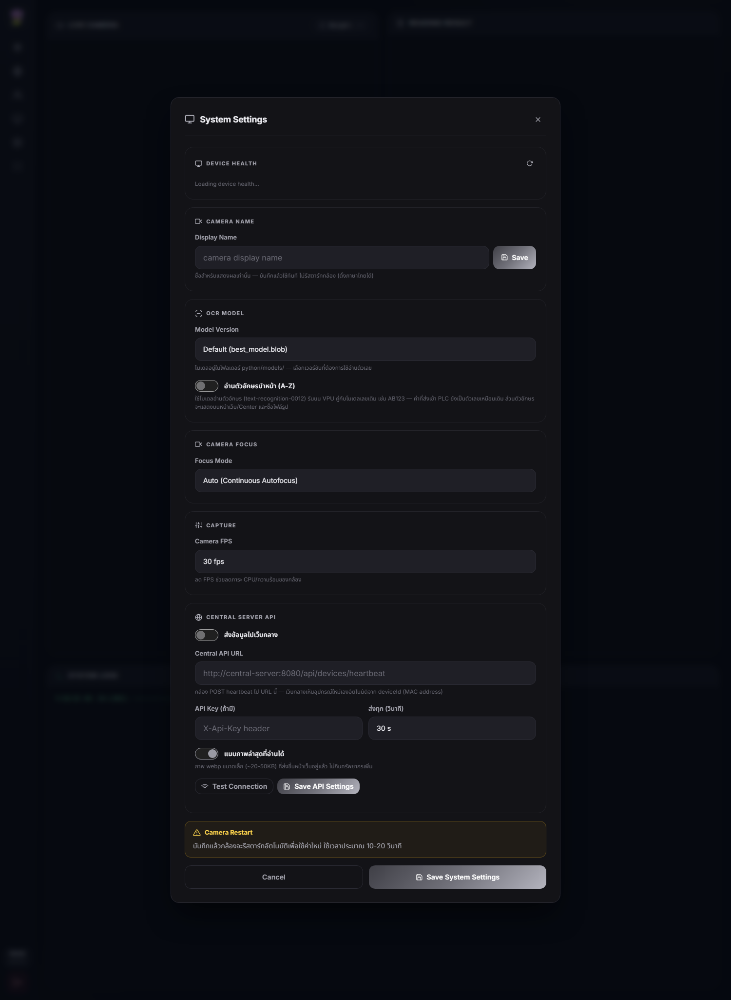 System Settings
DEVICE HEALTH
Loading device health...
CAMERA NAME
Display Name
camera display name
Save
ชื่อสำหรับแสดงผลเท่านั้น — บันทึกแล้วใช้ทันที ไม่รีสตาร์ทกล้อง (ตั้งภาษาไทยได้)
OCR MODEL
Model Version
Default (best_model.blob)
โมเดลอยู่ในโฟลเดอร์ python/models/ — เลือกเวอร์ชันที่ต้องการใช้อ่านตัวเลข
อ่านตัวอักษรนำหน้า (A-Z)
ใช้โมเดลอ่านตัวอักษร (text-recognition-0012) รันบน VPU คู่กับโมเดลเลขเดิม เช่น AB123 — ค่าที่ส่งเข้า PLC ยังเป็นตัวเลขเหมือนเดิม ส่วนตัวอักษร
จะแสดงบนหน้าเว็บ/Center และชื่อไฟล์รูป
CAMERA FOCUS
Focus Mode
Auto (Continuous Autofocus)
CAPTURE
Camera FPS
30 fps
ลด FPS ช่วยลดภาระ CPU/ความร้อนของกล้อง
CENTRAL SERVER API
ส่งข้อมูลไปเว็บกลาง
Central API URL
http://central-server:8080/api/devices/heartbeat
กล้อง POST heartbeat ไป URL นี้ — เว็บกลางเห็นอุปกรณ์ใหม่เองอัตโนมัติจาก deviceId (MAC address)
API Key (ถ้ามี)
ส่งทุก (วินาที)
X-Api-Key header
30 s
แนบภาพล่าสุดที่อ่านได้
ภาพ webp ขนาดเล็ก (~20-50KB) ที่ส่งขึ้นหน้าเว็บอยู่แล้ว ไม่กินทรัพยากรเพิ่ม
Test Connection
Save API Settings
Camera Restart
บันทึกแล้วกล้องจะรีสตาร์ทอัตโนมัติเพื่อใช้ค่าใหม่ ใช้เวลาประมาณ 10-20 วินาที
Cancel
Save System Settings